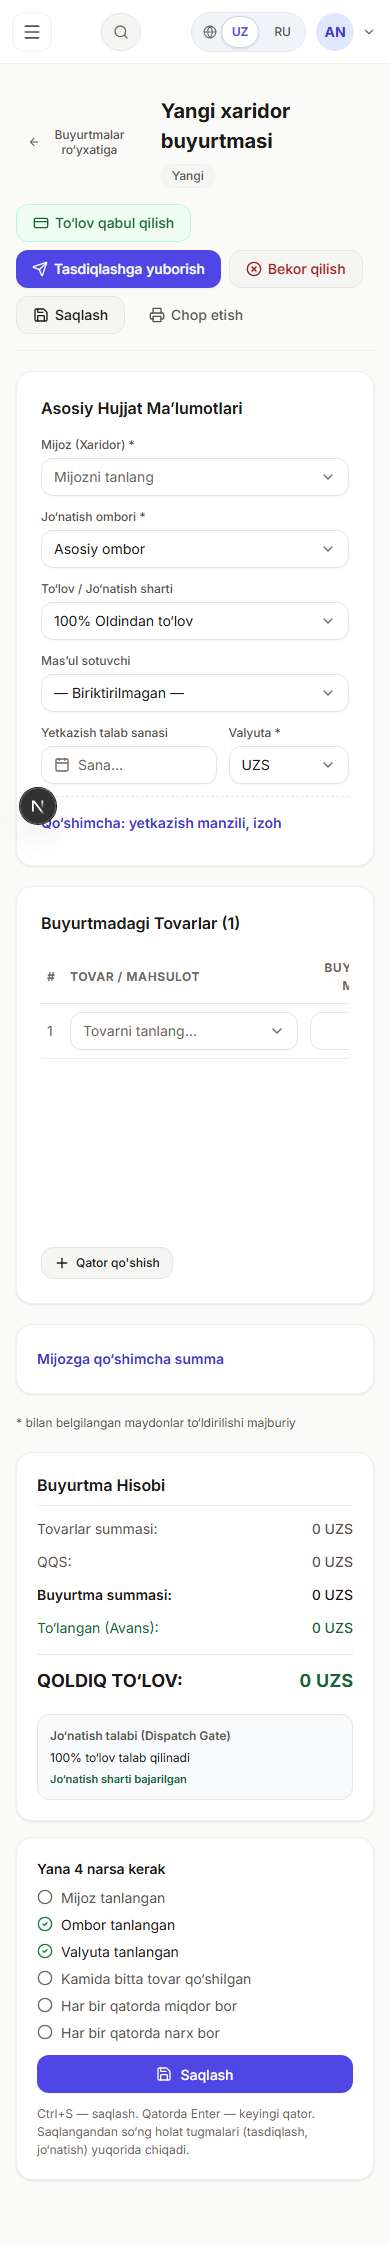 UZ
RU
AN
Buyurtmalar
ro‘yxatiga
Yangi xaridor
buyurtmasi
Yangi
To‘lov qabul qilish
Tasdiqlashga yuborish
Bekor qilish
Saqlash
Chop etish
Asosiy Hujjat Ma’lumotlari
Mijoz (Xaridor) *
Mijozni tanlang
Jo‘natish ombori *
Asosiy ombor
To‘lov / Jo‘natish sharti
100% Oldindan to‘lov
Mas’ul sotuvchi
— Biriktirilmagan —
Yetkazish talab sanasi
Valyuta *
Sana...
UZS
N
Qo‘shimcha: yetkazish manzili, izoh
Buyurtmadagi Tovarlar (1)
# TOVAR / MAHSULOT
BUY
M
1
Tovarni tanlang...
Qator qo'shish
Mijozga qo‘shimcha summa
* bilan belgilangan maydonlar to‘ldirilishi majburiy
Buyurtma Hisobi
Tovarlar summasi: 0 UZS
QQS: 0 UZS
Buyurtma summasi: 0 UZS
To‘langan (Avans): 0 UZS
QOLDIQ TO‘LOV: 0 UZS
Jo‘natish talabi (Dispatch Gate)
100% to‘lov talab qilinadi
Jo‘natish sharti bajarilgan
Yana 4 narsa kerak
Mijoz tanlangan
Ombor tanlangan
Valyuta tanlangan
Kamida bitta tovar qo‘shilgan
Har bir qatorda miqdor bor
Har bir qatorda narx bor
Saqlash
Ctrl+S — saqlash. Qatorda Enter — keyingi qator.
Saqlangandan so‘ng holat tugmalari (tasdiqlash,
jo‘natish) yuqorida chiqadi.